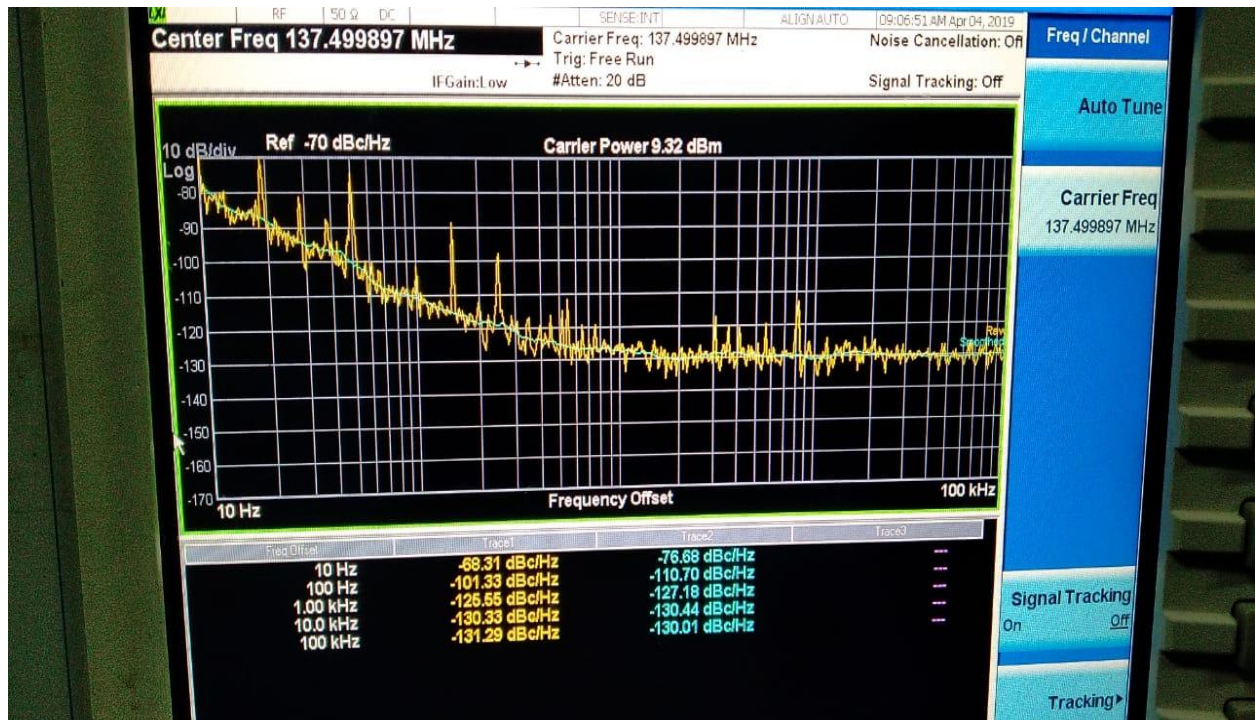 LXI RF 50 Ω DC SENSE:INT ALIGN AUTO 09:06:51 AM Apr 04, 2019
Center Freq 137.499897 MHz
Carrier Freq: 137.499897 MHz
Noise Cancellation: Off
Trig: Free Run
IFGain:Low
#Atten: 20 dB
Signal Tracking: Off
10 dB/div
Ref -70 dBc/Hz
Carrier Power 9.32 dBm
Log
-80
-90
-100
-110
-120
-130
-140
-150
-160
-170
Raw
Smoothed
10 Hz
Frequency Offset
100 kHz
Freq Offset Trace1 Trace2 Trace3
10 Hz -68.31 dBc/Hz -76.68 dBc/Hz ---
100 Hz -101.33 dBc/Hz -110.70 dBc/Hz ---
1.00 kHz -125.55 dBc/Hz -127.18 dBc/Hz ---
10.0 kHz -130.33 dBc/Hz -130.44 dBc/Hz ---
100 kHz -131.29 dBc/Hz -130.01 dBc/Hz ---
Freq / Channel
Auto Tune
Carrier Freq
137.499897 MHz
Signal Tracking
On Off
Tracking